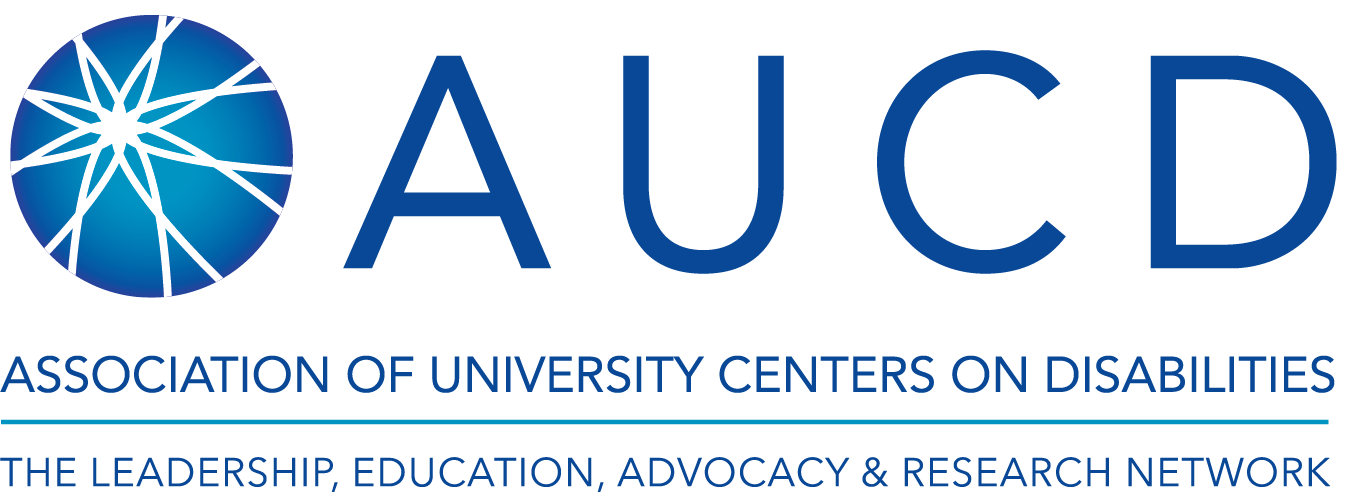 AUCD
ASSOCIATION OF UNIVERSITY CENTERS ON DISABILITIES
THE LEADERSHIP, EDUCATION, ADVOCACY & RESEARCH NETWORK